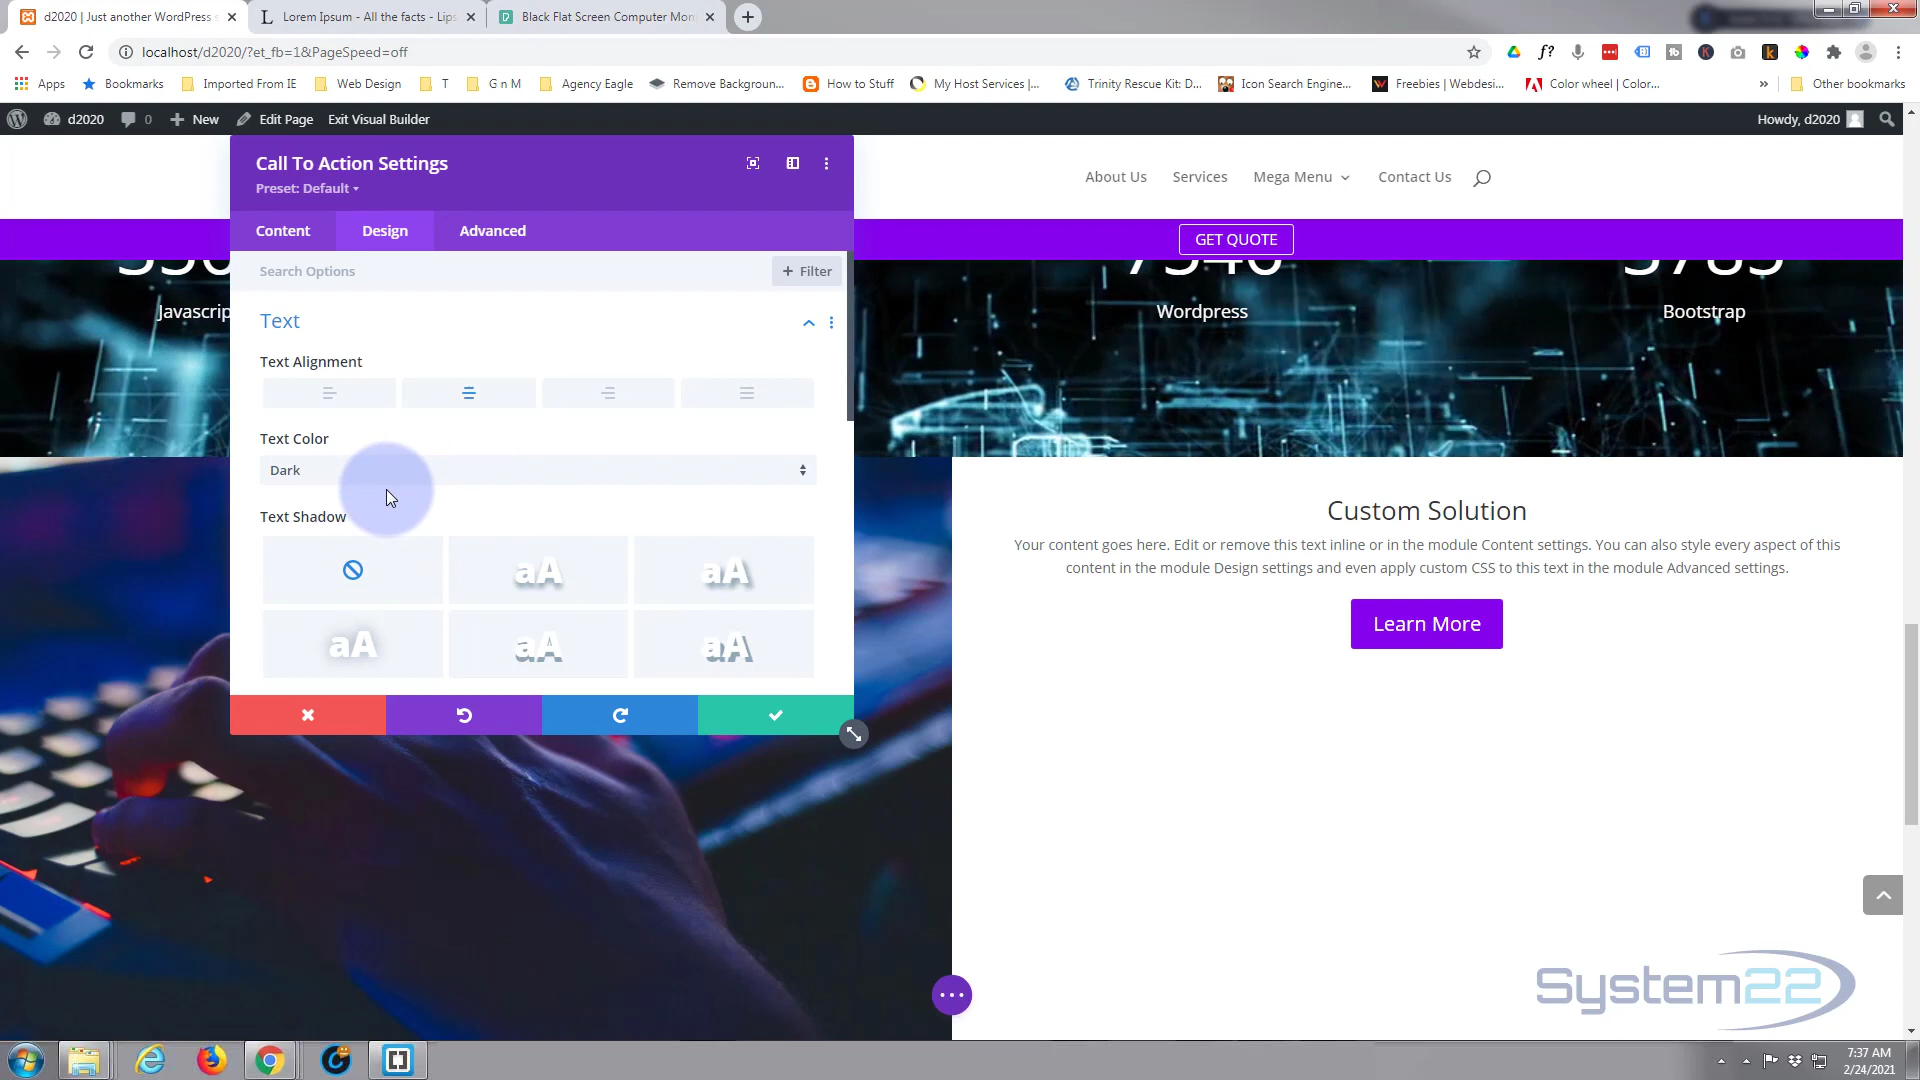 d2020 | Just another WordPress s
Lorem Ipsum - All the facts - Lips
Black Flat Screen Computer Mon
localhost/d2020/?et_fb=1&PageSpeed=off
Apps
Bookmarks
Imported From IE
Web Design
T
G n M
Agency Eagle
Remove Backgroun...
How to Stuff
My Host Services |...
Trinity Rescue Kit: D...
Icon Search Engine...
Freebies | Webdesi...
Color wheel | Color...
»
Other bookmarks
d2020
0
New
Edit Page
Exit Visual Builder
Howdy, d2020
Call To Action Settings
Preset: Default
Content
Design
Advanced
Search Options
+ Filter
Text
Text Alignment
Text Color
Dark
Text Shadow
aA
aA
aA
aA
aA
About Us
Services
Mega Menu
Contact Us
GET QUOTE
Javascrip
Wordpress
Bootstrap
Custom Solution
Your content goes here. Edit or remove this text inline or in the module Content settings. You can also style every aspect of this
content in the module Design settings and even apply custom CSS to this text in the module Advanced settings.
Learn More
System22
7:37 AM
2/24/2021